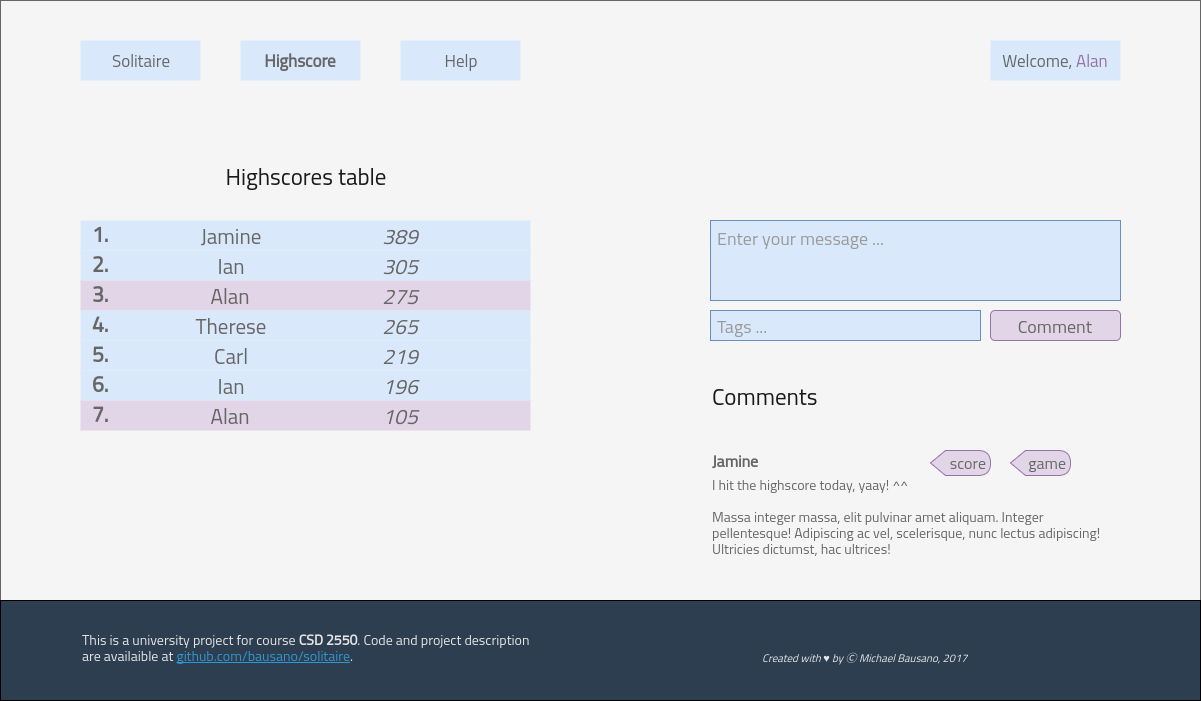 Solitaire
Highscore
Help
Welcome, Alan
Highscores table
1. Jamine 389
2. Ian 305
3. Alan 275
4. Therese 265
5. Carl 219
6. Ian 196
7. Alan 105
Enter your message ...
Tags ...
Comment
Comments
Jamine
score
game
I hit the highscore today, yaay! ^^
Massa integer massa, elit pulvinar amet aliquam. Integer
pellentesque! Adipiscing ac vel, scelerisque, nunc lectus adipiscing!
Ultricies dictumst, hac ultrices!
This is a university project for course CSD 2550. Code and project description
are availaible at github.com/bausano/solitaire.
Created with ♥ by Ⓒ Michael Bausano, 2017